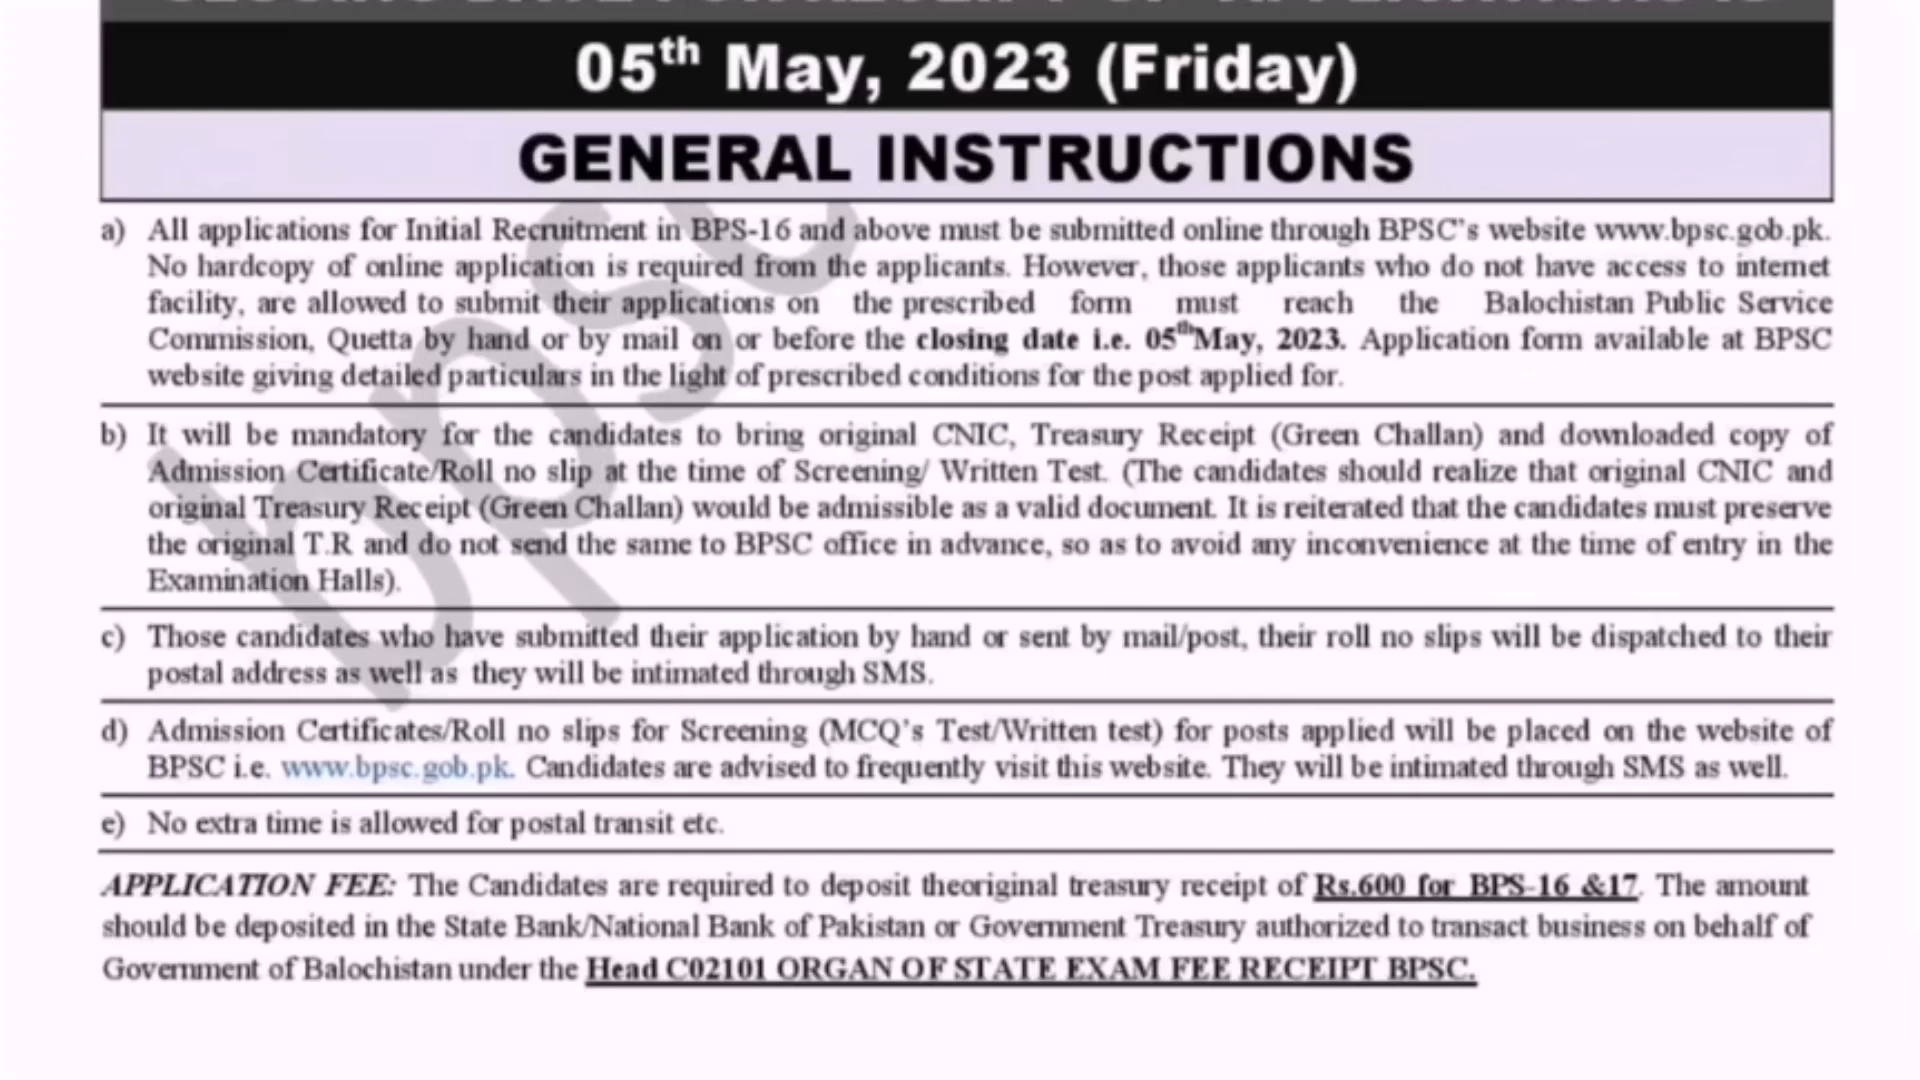 CLOSING DATE FOR RECEIPT OF APPLICATIONS IS
05th May, 2023 (Friday)
GENERAL INSTRUCTIONS
a) All applications for Initial Recruitment in BPS-16 and above must be submitted online through BPSC's website www.bpsc.gob.pk.
No hardcopy of online application is required from the applicants. However, those applicants who do not have access to internet
facility, are allowed to submit their applications on the prescribed form must reach the Balochistan Public Service
Commission, Quetta by hand or by mail on or before the closing date i.e. 05thMay, 2023. Application form available at BPSC
website giving detailed particulars in the light of prescribed conditions for the post applied for.
b) It will be mandatory for the candidates to bring original CNIC, Treasury Receipt (Green Challan) and downloaded copy of
Admission Certificate/Roll no slip at the time of Screening/ Written Test. (The candidates should realize that original CNIC and
original Treasury Receipt (Green Challan) would be admissible as a valid document. It is reiterated that the candidates must preserve
the original T.R and do not send the same to BPSC office in advance, so as to avoid any inconvenience at the time of entry in the
Examination Halls).
c) Those candidates who have submitted their application by hand or sent by mail/post, their roll no slips will be dispatched to their
postal address as well as they will be intimated through SMS.
d) Admission Certificates/Roll no slips for Screening (MCQ's Test/Written test) for posts applied will be placed on the website of
BPSC i.e. www.bpsc.gob.pk. Candidates are advised to frequently visit this website. They will be intimated through SMS as well.
e) No extra time is allowed for postal transit etc.
APPLICATION FEE: The Candidates are required to deposit theoriginal treasury receipt of Rs.600 for BPS-16 &17. The amount
should be deposited in the State Bank/National Bank of Pakistan or Government Treasury authorized to transact business on behalf of
Government of Balochistan under the Head C02101 ORGAN OF STATE EXAM FEE RECEIPT BPSC.
bpsc